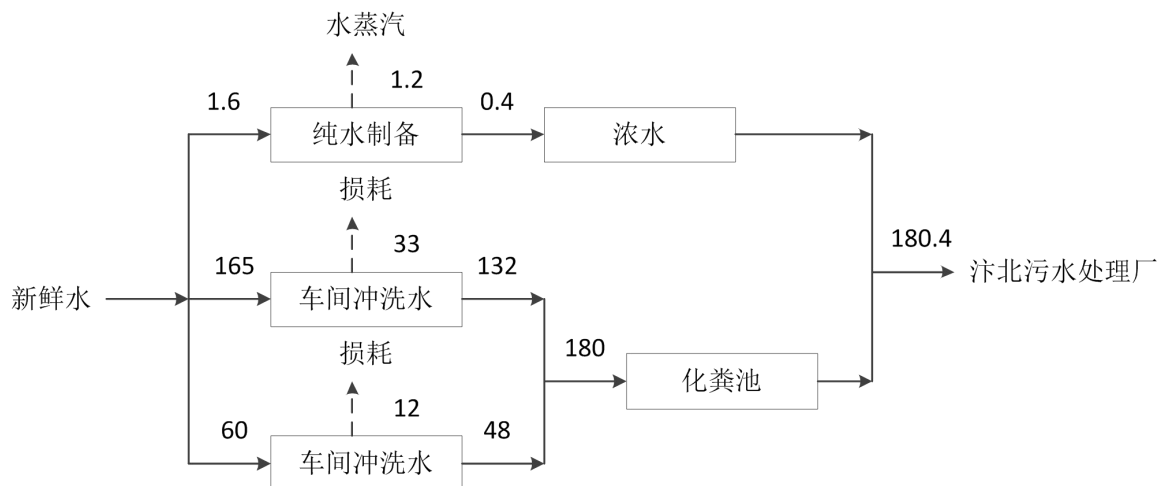 水蒸汽
1.2
1.6
0.4
纯水制备
浓水
损耗
33
180.4
165
132
汴北污水处理厂
新鲜水
车间冲洗水
损耗
180
化粪池
12
60
48
车间冲洗水